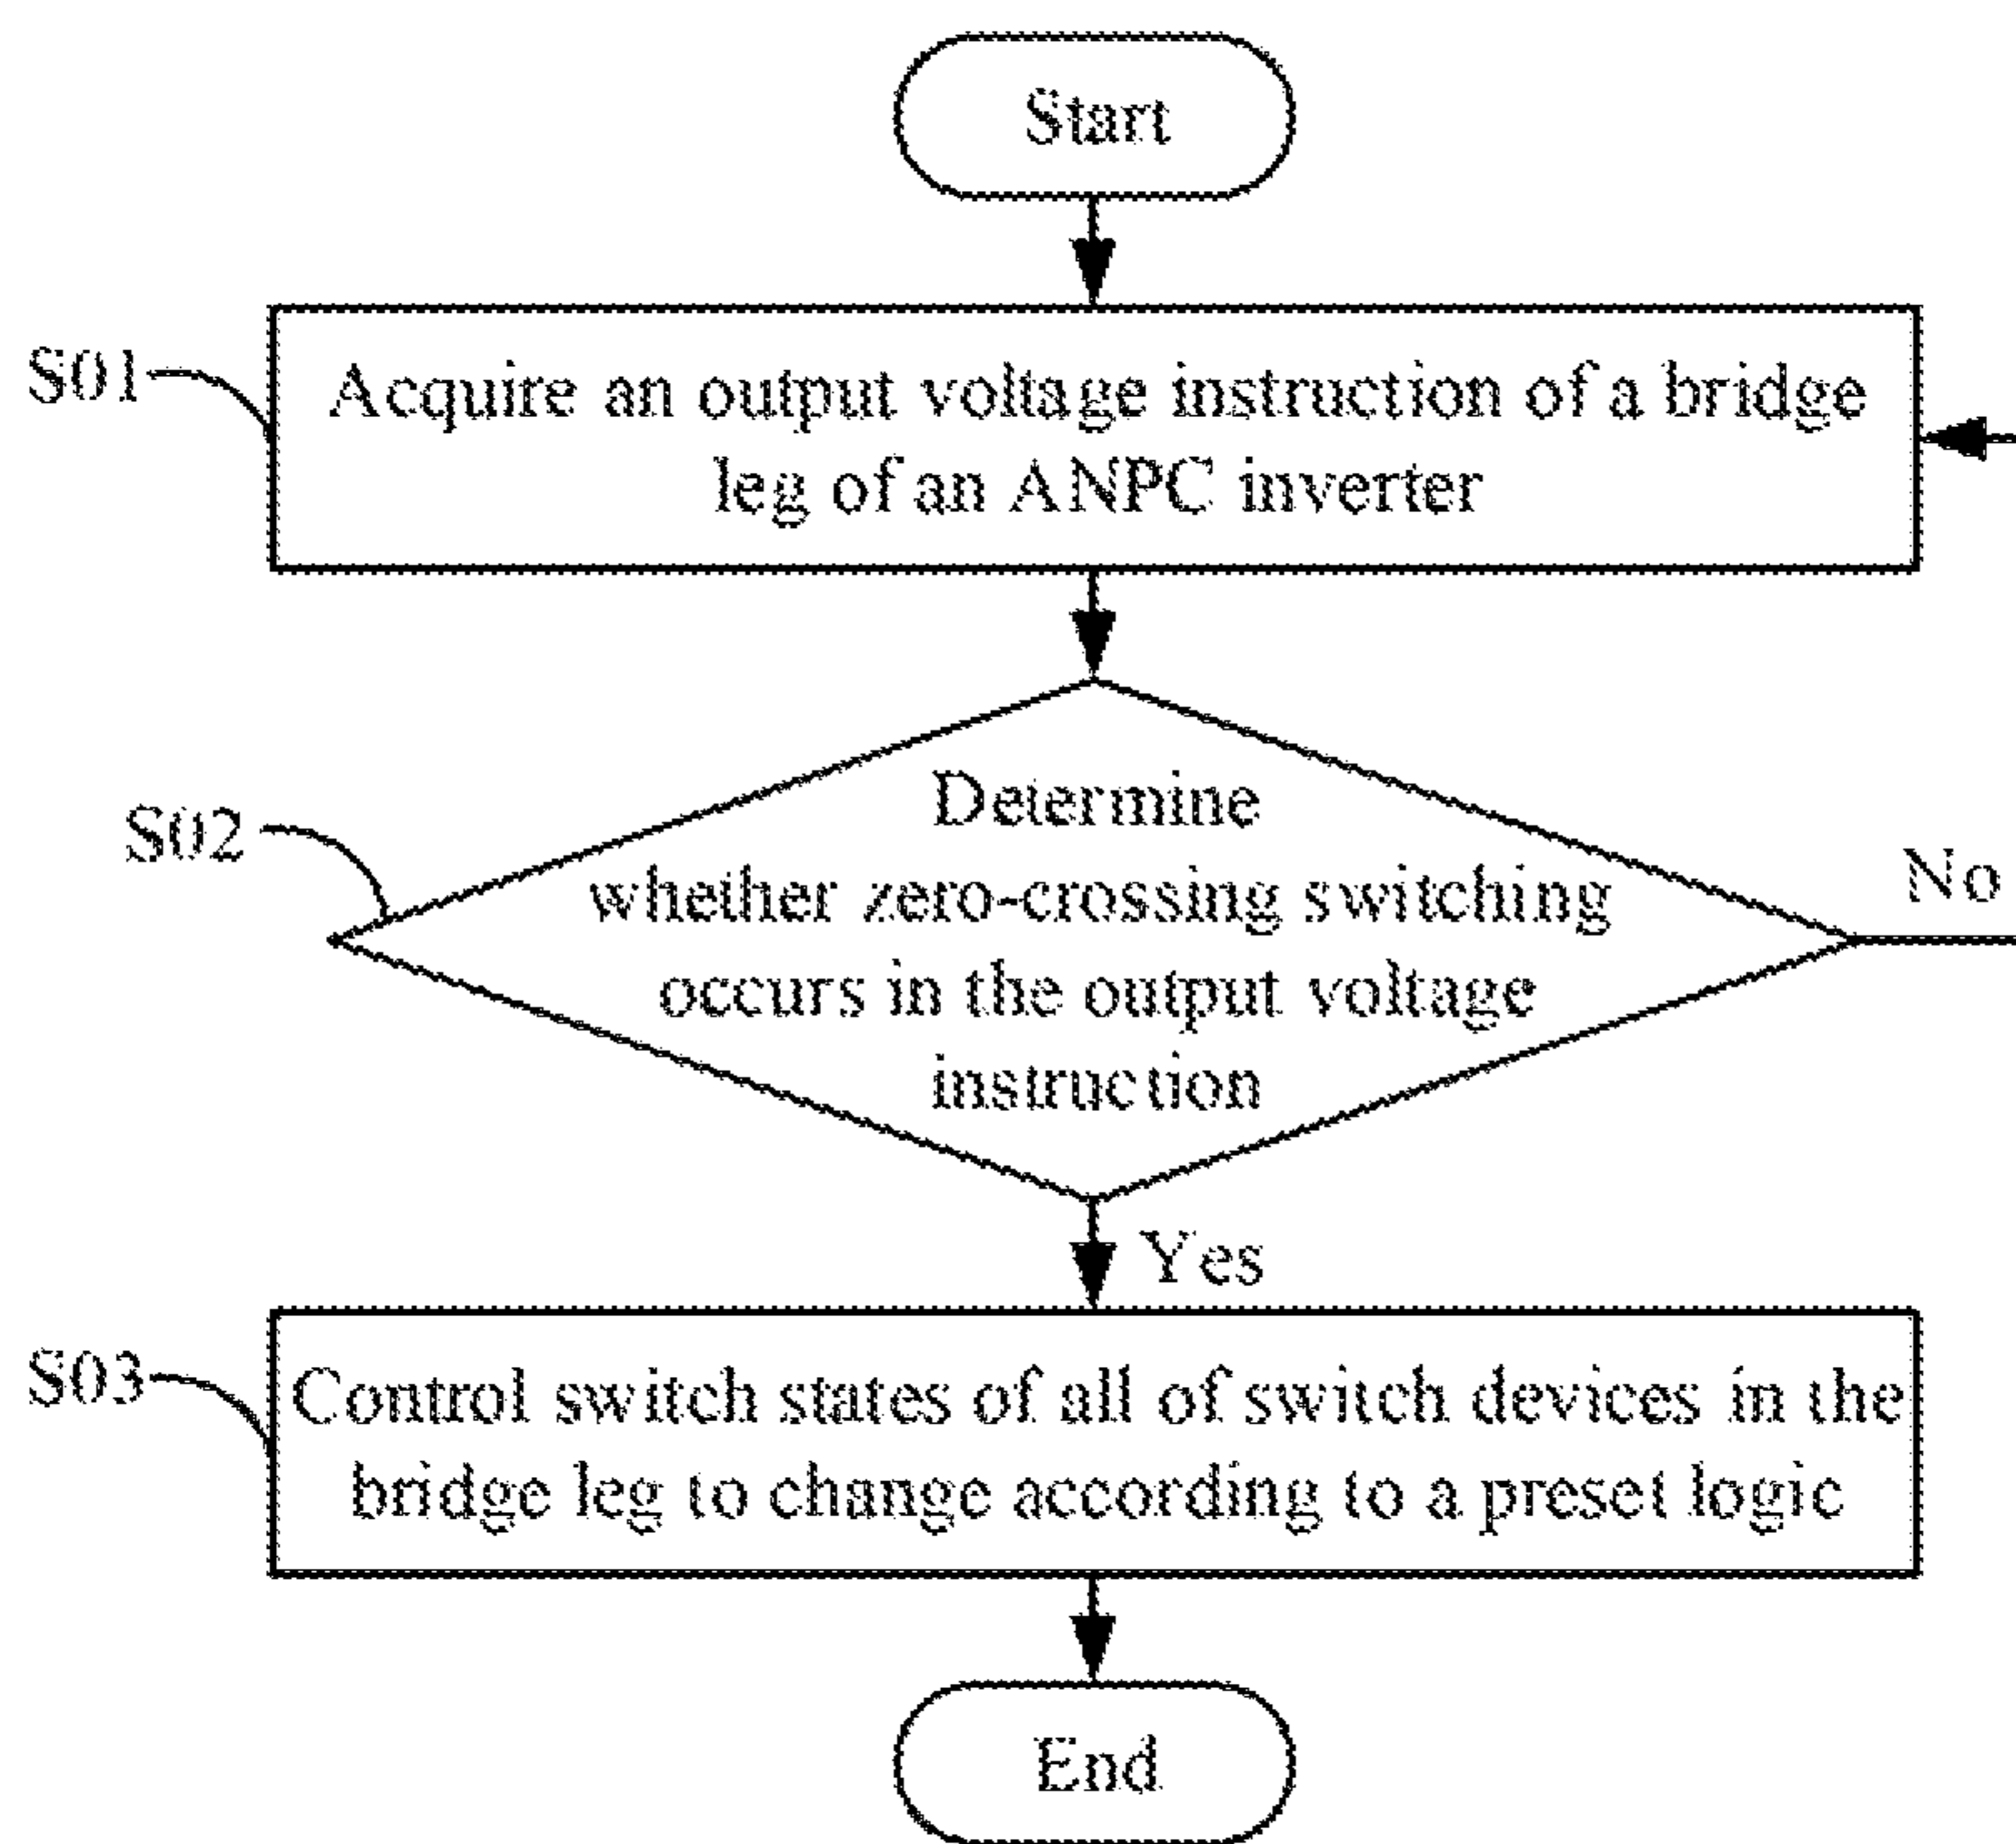 Start
S01
Acquire an output voltage instruction of a bridge
leg of an ANPC inverter
S02
Determine
whether zero-crossing switching
occurs in the output voltage
instruction
No
Yes
S03
Control switch states of all of switch devices in the
bridge leg to change according to a preset logic
End